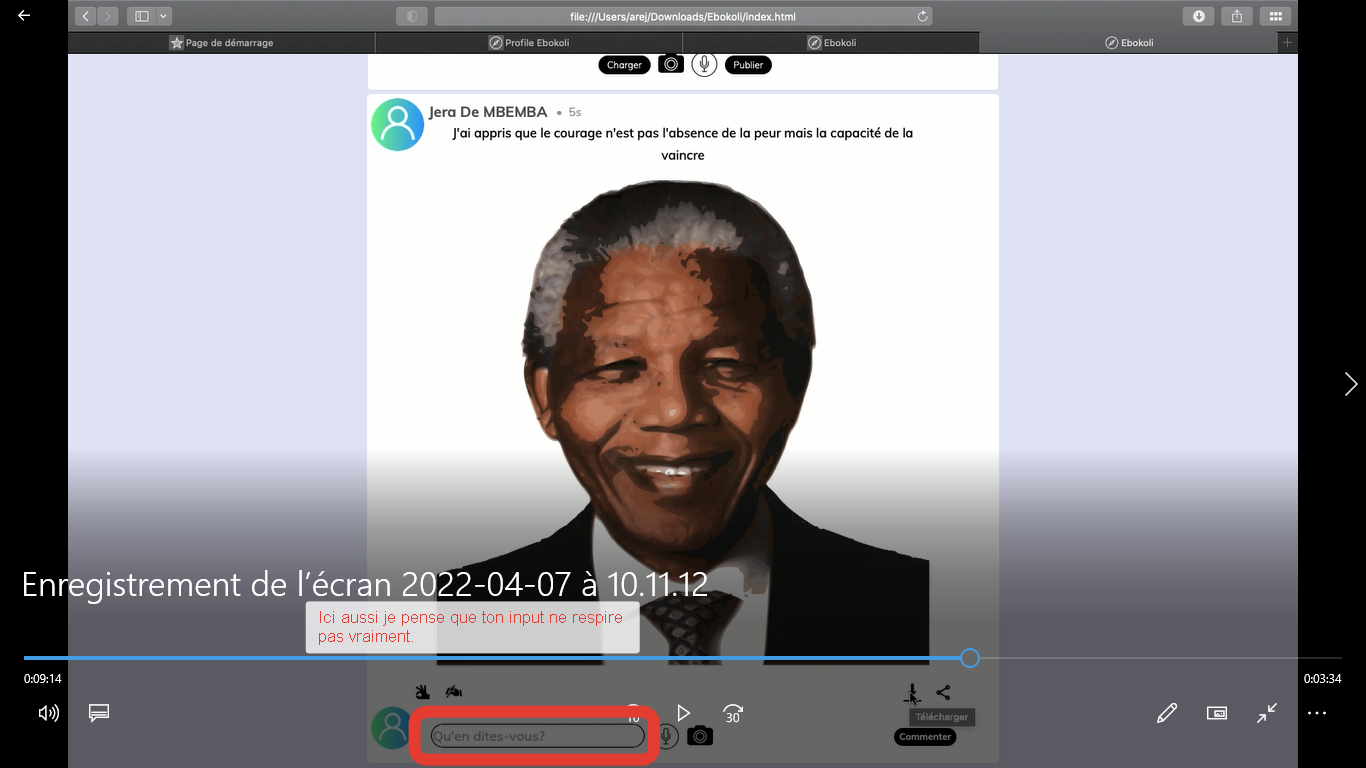 file:///Users/arej/Downloads/Ebokoli/index.html
Page de démarrage
Profile Ebokoli
Ebokoli
Ebokoli
Charger
Publier
Jera De MBEMBA • 5s
J'ai appris que le courage n'est pas l'absence de la peur mais la capacité de la
vaincre
Enregistrement de l’écran 2022-04-07 à 10.11.12
Ici aussi je pense que ton input ne respire
pas vraiment.
0:09:14
0:03:34
10
30
Télécharger
Qu'en dites-vous?
Commenter